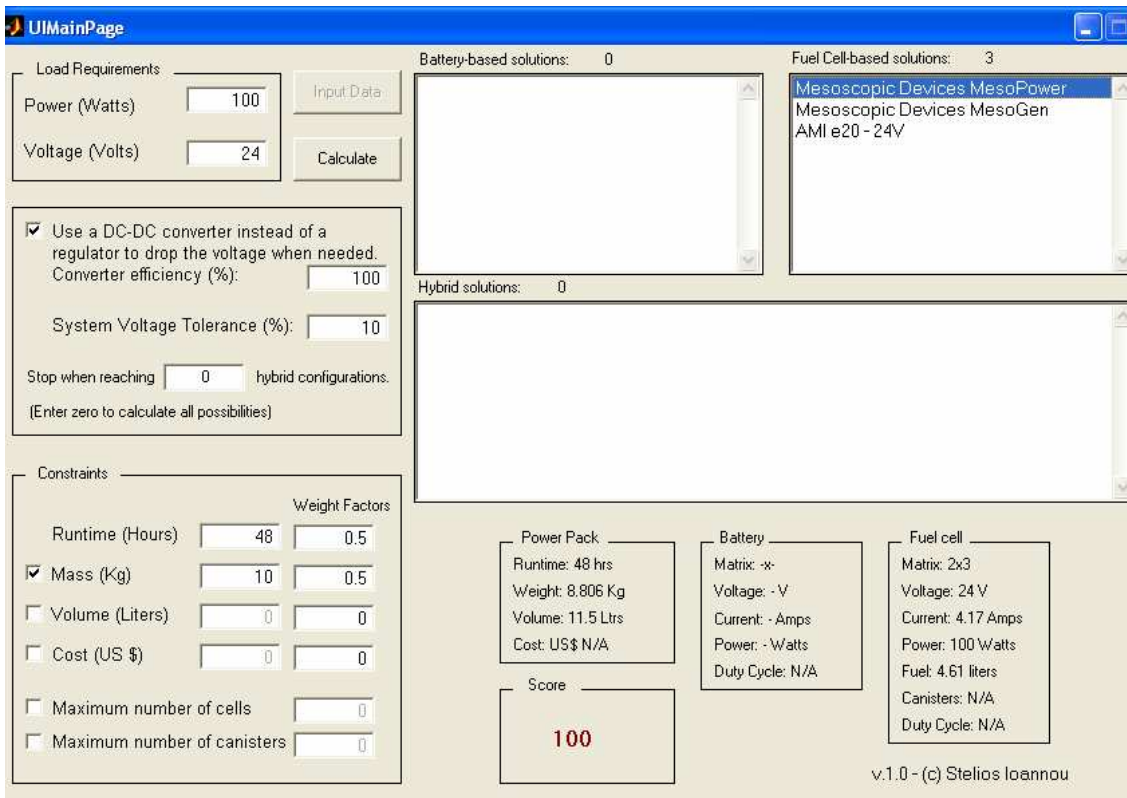 UIMainPage
Load Requirements
Power (Watts) 100
Voltage (Volts) 24
Input Data
Calculate
Use a DC-DC converter instead of a
regulator to drop the voltage when needed.
Converter efficiency (%): 100
System Voltage Tolerance (%): 10
Stop when reaching 0 hybrid configurations.
(Enter zero to calculate all possibilities)
Constraints
Weight Factors
Runtime (Hours) 48 0.5
Mass (Kg) 10 0.5
Volume (Liters) 0 0
Cost (US $) 0 0
Maximum number of cells 0
Maximum number of canisters 0
Battery-based solutions: 0
Fuel Cell-based solutions: 3
Mesoscopic Devices MesoPower
Mesoscopic Devices MesoGen
AMI e20 - 24V
Hybrid solutions: 0
Power Pack
Runtime: 48 hrs
Weight: 8.806 Kg
Volume: 11.5 Ltrs
Cost: US$ N/A
Score
100
Battery
Matrix: -x-
Voltage: - V
Current: - Amps
Power: - Watts
Duty Cycle: N/A
Fuel cell
Matrix: 2x3
Voltage: 24 V
Current: 4.17 Amps
Power: 100 Watts
Fuel: 4.61 liters
Canisters: N/A
Duty Cycle: N/A
v.1.0 - (c) Stelios Ioannou